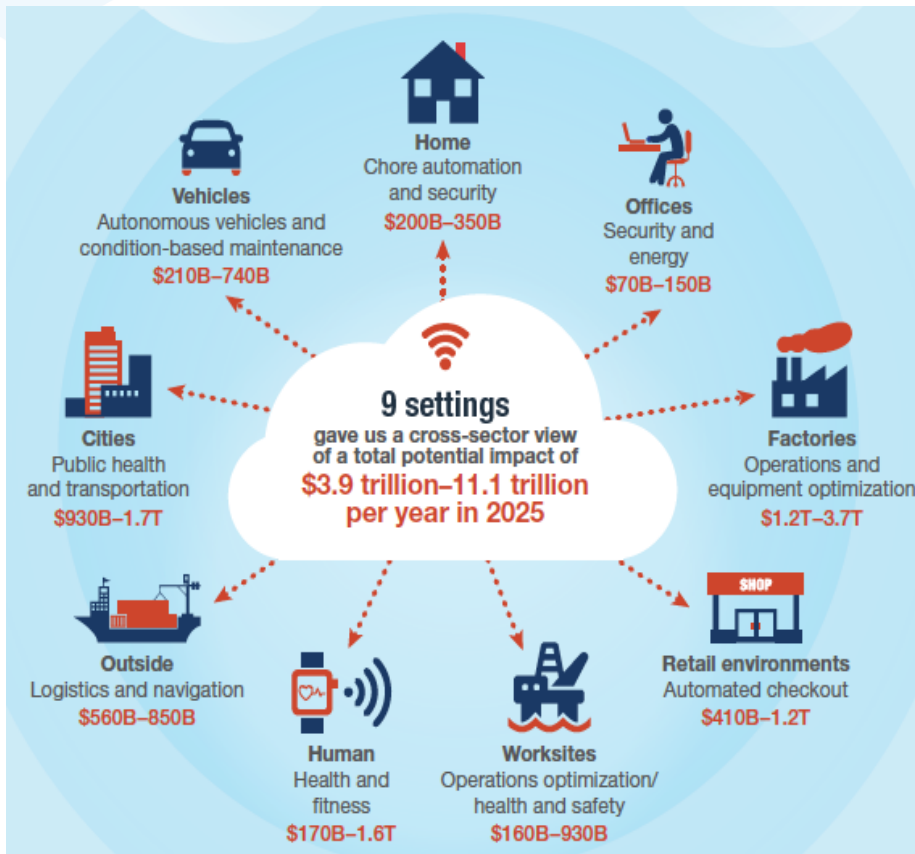 Home
Chore automation
and security
$200B–350B
Offices
Security and
energy
$70B–150B
Factories
Operations and
equipment optimization
$1.2T–3.7T
SHOP
Retail environments
Automated checkout
$410B–1.2T
Worksites
Operations optimization/
health and safety
$160B–930B
Human
Health and
fitness
$170B–1.6T
Outside
Logistics and navigation
$560B–850B
Cities
Public health
and transportation
$930B–1.7T
Vehicles
Autonomous vehicles and
condition-based maintenance
$210B–740B
9 settings
gave us a cross-sector view
of a total potential impact of
$3.9 trillion–11.1 trillion
per year in 2025